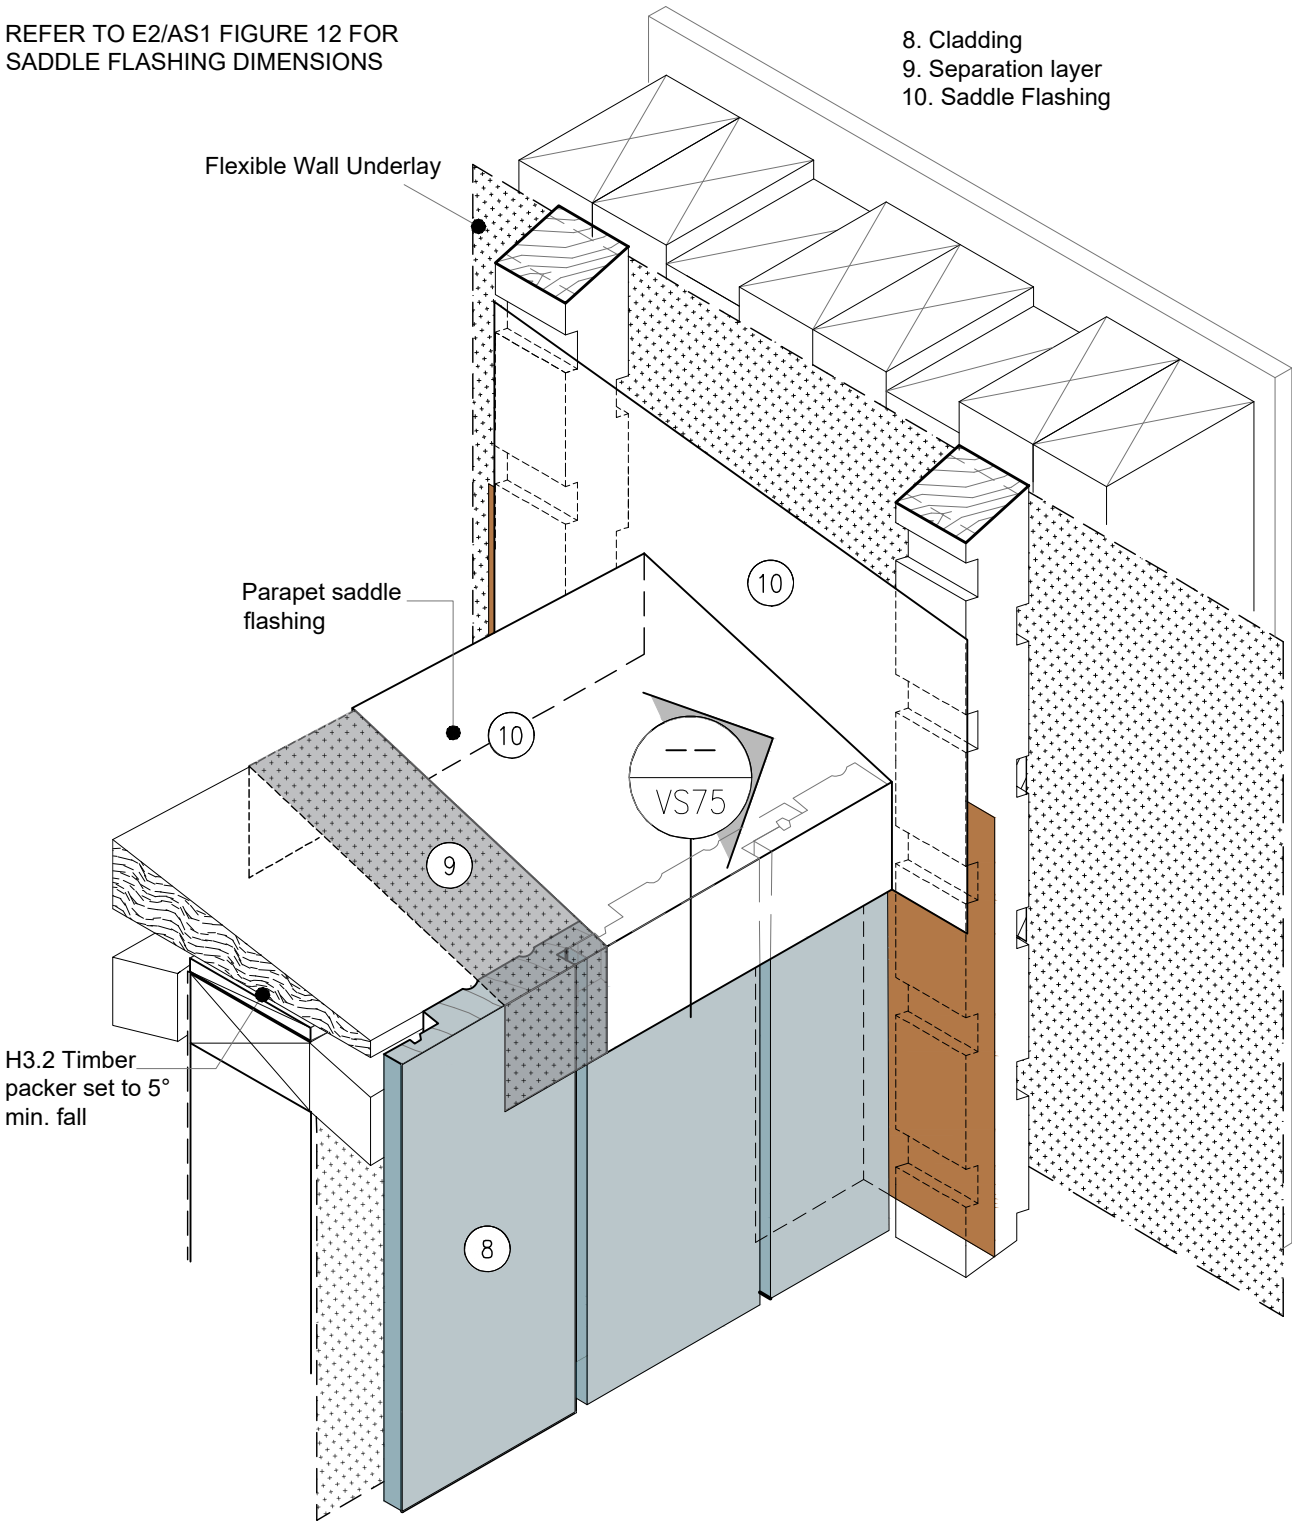 REFER TO E2/AS1 FIGURE 12 FOR
SADDLE FLASHING DIMENSIONS
8. Cladding
9. Separation layer
10. Saddle Flashing
Flexible Wall Underlay
10
Parapet saddle
flashing
10
VS75
9
H3.2 Timber
packer set to 5°
min. fall
8